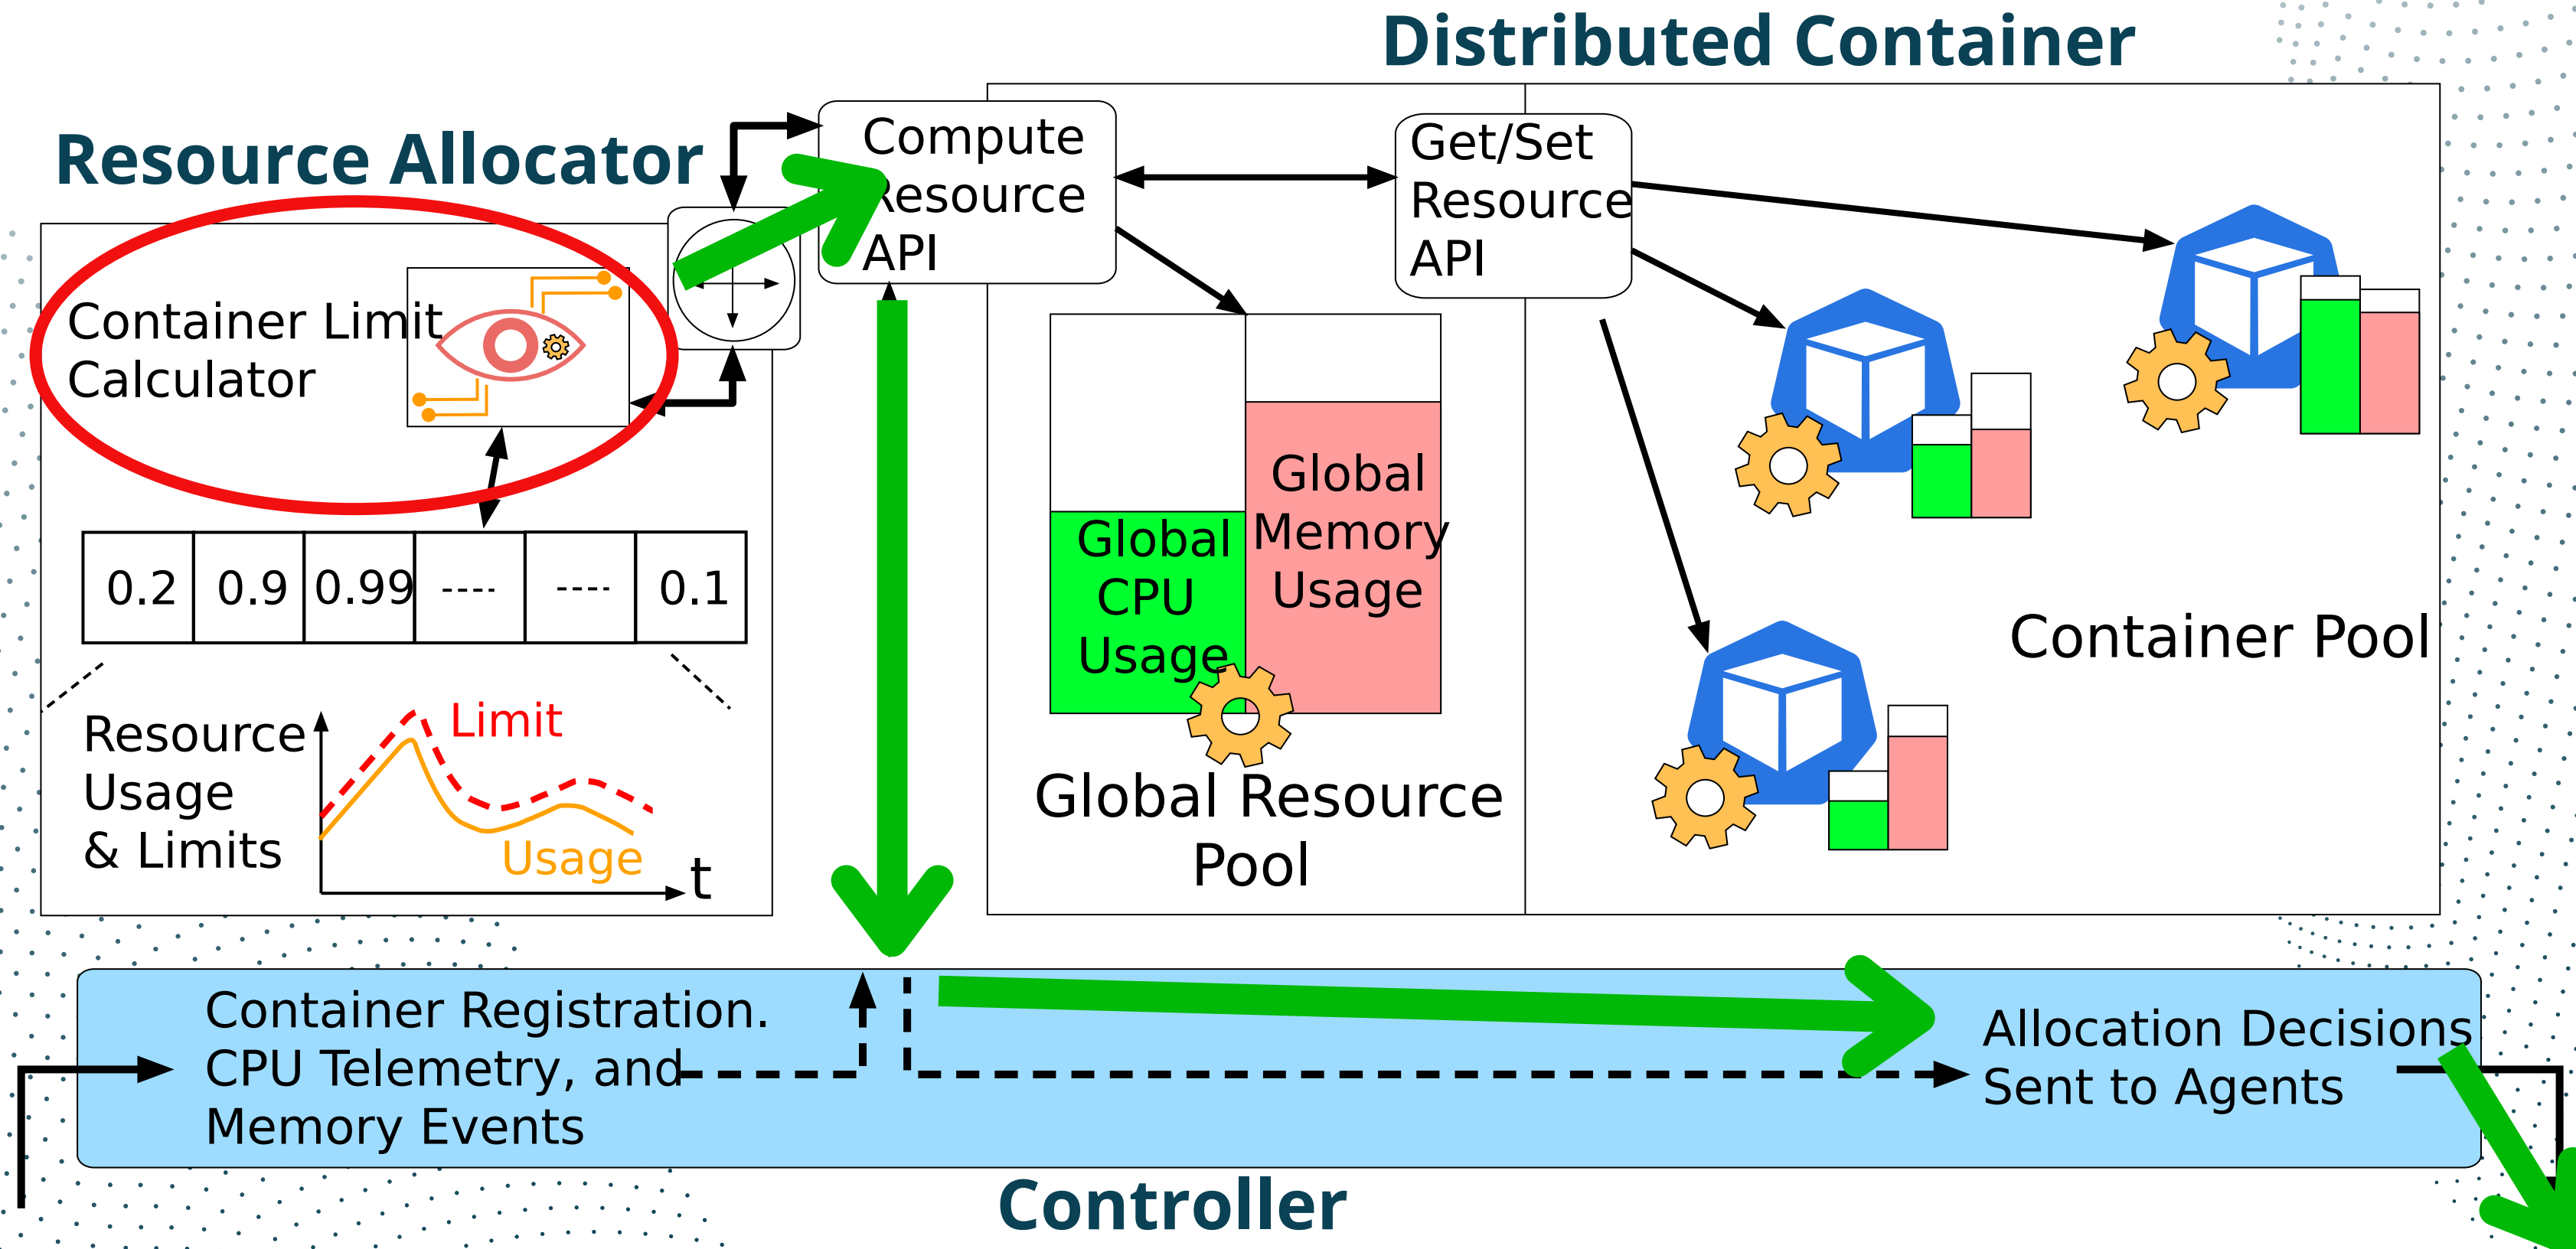 Distributed Container
Resource Allocator
Compute
Resource
API
Get/Set
Resource
API
Container Limit
Calculator
0.2 0.9 0.99 ---- ---- 0.1
Resource
Usage
& Limits
Limit
Usage
t
Global
CPU
Usage
Global
Memory
Usage
Global Resource
Pool
Container Pool
Container Registration.
CPU Telemetry, and
Memory Events
Allocation Decisions
Sent to Agents
Controller